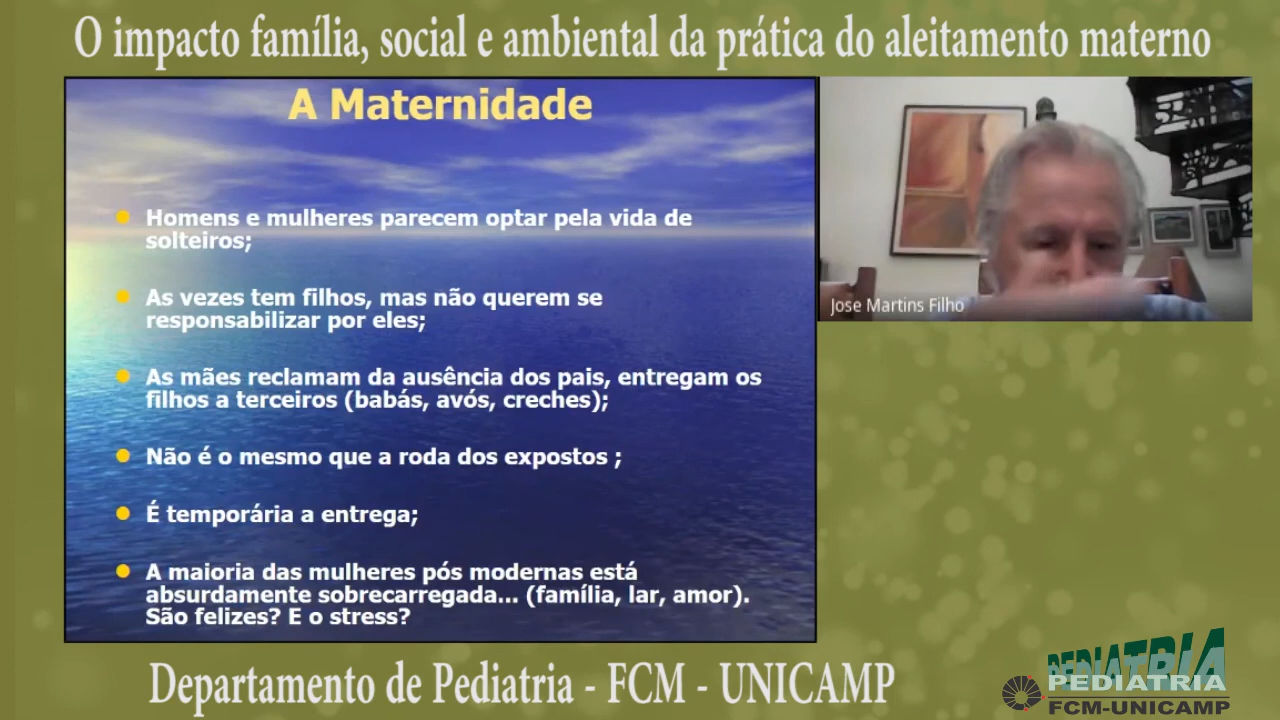 O impacto família, social e ambiental da prática do aleitamento materno
A Maternidade
Homens e mulheres parecem optar pela vida de
solteiros;
As vezes tem filhos, mas não querem se
responsabilizar por eles;
As mães reclamam da ausência dos pais, entregam os
filhos a terceiros (babás, avós, creches);
Não é o mesmo que a roda dos expostos ;
É temporária a entrega;
A maioria das mulheres pós modernas está
absurdamente sobrecarregada... (família, lar, amor).
São felizes? E o stress?
Jose Martins Filho
Departamento de Pediatria - FCM - UNICAMP
PEDIATRIA
PEDIATRIA
FCM-UNICAMP